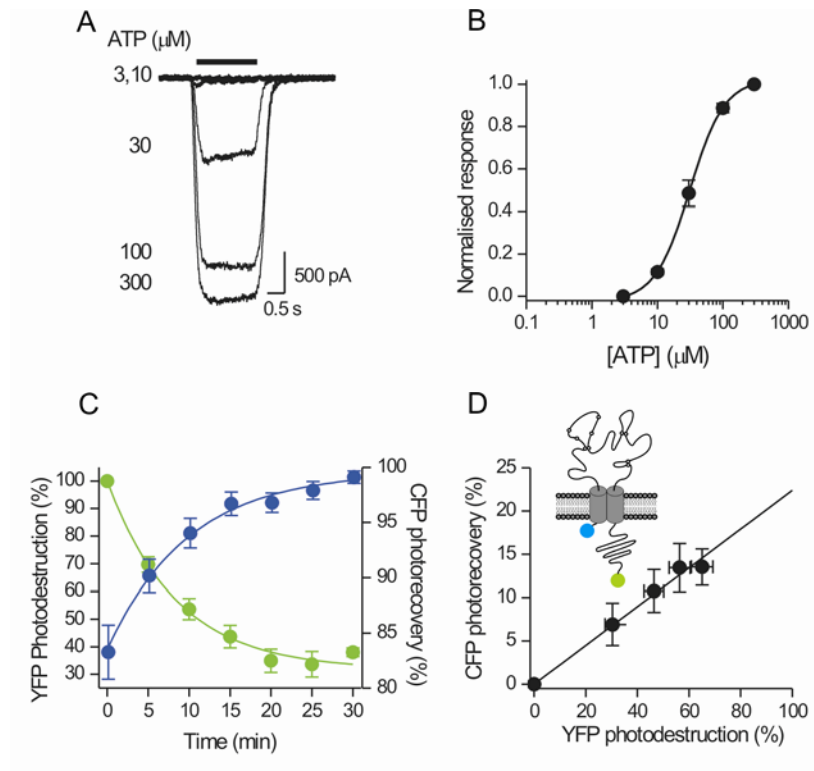 A
ATP (μM)
3,10
30
100
300
500 pA
0.5 s
B
Normalised response
1.0
0.8
0.6
0.4
0.2
0.0
0.1 1 10 100 1000
[ATP] (μM)
C
YFP Photodestruction (%)
100
90
80
70
60
50
40
30
100
95
90
85
80
CFP photorecovery (%)
0 5 10 15 20 25 30
Time (min)
D
CFP photorecovery (%)
25
20
15
10
5
0
0 20 40 60 80 100
YFP photodestruction (%)